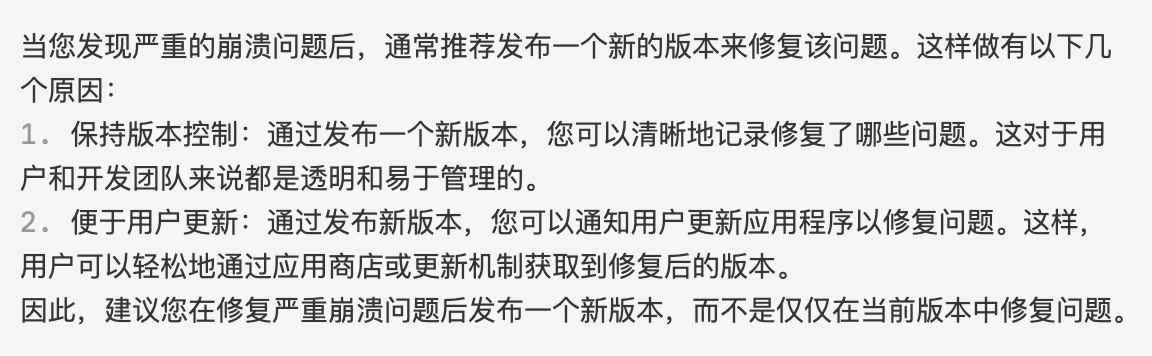 当您发现严重的崩溃问题后，通常推荐发布一个新的版本来修复该问题。这样做有以下几
个原因：
1. 保持版本控制：通过发布一个新版本，您可以清晰地记录修复了哪些问题。这对于用
户和开发团队来说都是透明和易于管理的。
2. 便于用户更新：通过发布新版本，您可以通知用户更新应用程序以修复问题。这样，
用户可以轻松地通过应用商店或更新机制获取到修复后的版本。
因此，建议您在修复严重崩溃问题后发布一个新版本，而不是仅仅在当前版本中修复问题。